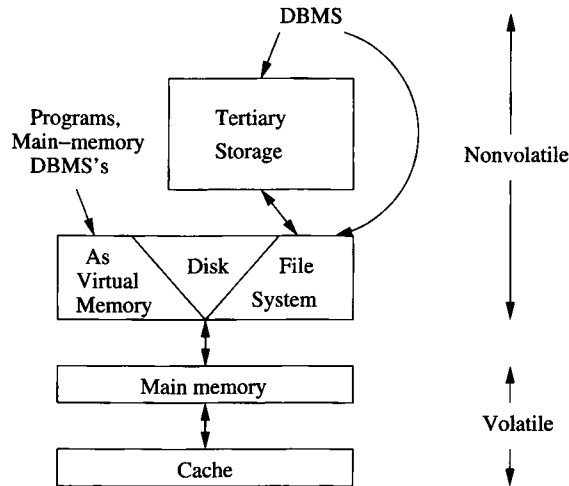 DBMS
Programs,
Main-memory
DBMS's
Tertiary
Storage
Nonvolatile
As
Virtual
Memory
Disk
File
System
Main memory
Volatile
Cache